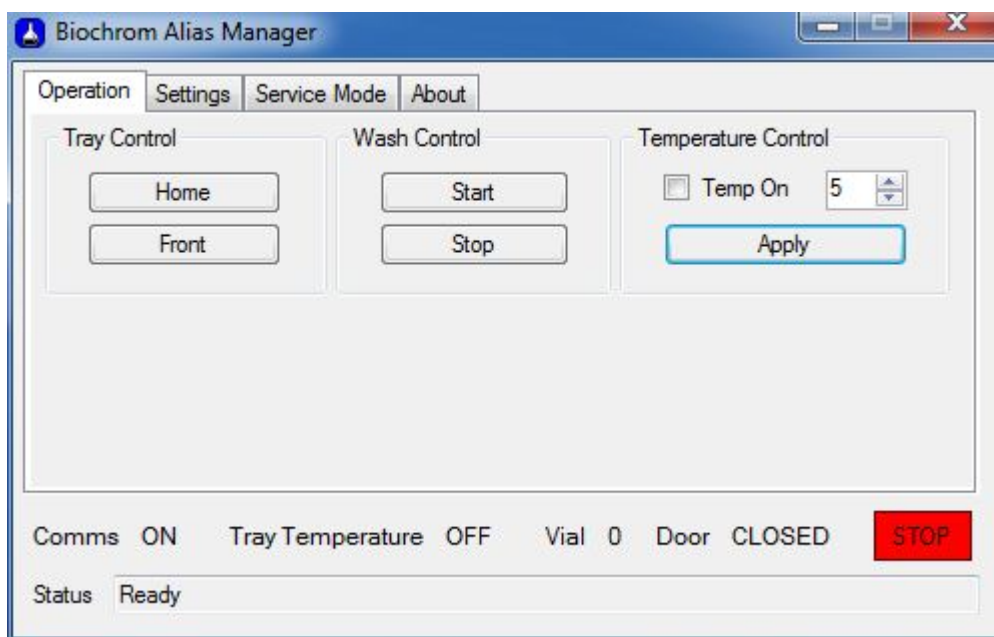 Biochrom Alias Manager
Operation Settings Service Mode About
Tray Control Wash Control Temperature Control
Home Start Temp On 5
Front Stop Apply
Comms ON Tray Temperature OFF Vial 0 Door CLOSED STOP
Status Ready